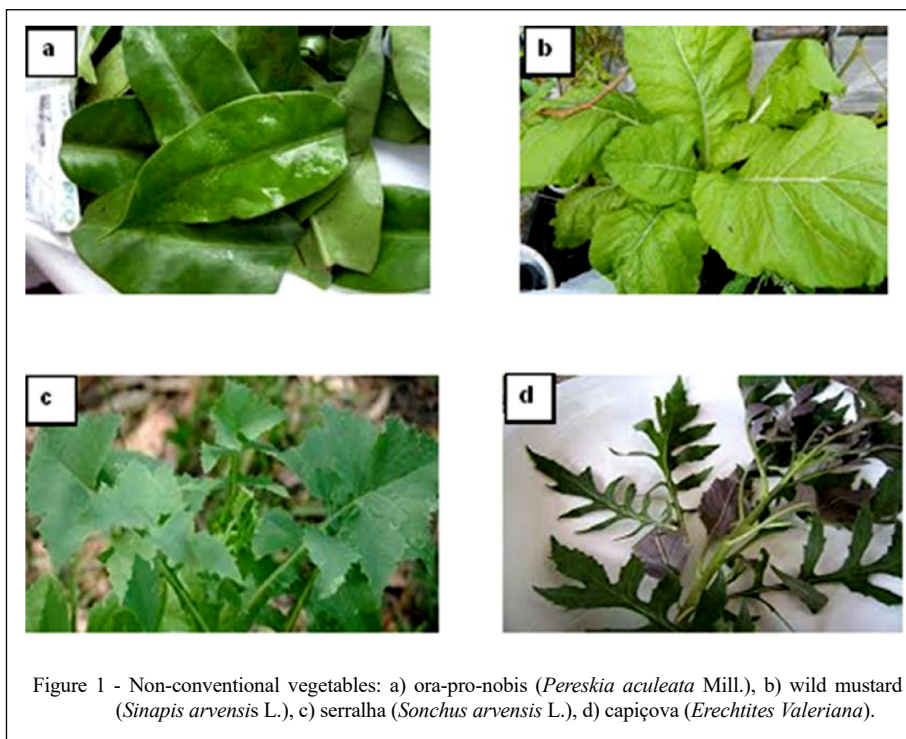 a
b
c
d
Figure 1 - Non-conventional vegetables: a) ora-pro-nobis (Pereskia aculeata Mill.), b) wild mustard
(Sinapis arvensis L.), c) serralha (Sonchus arvensis L.), d) capiçova (Erechtites Valeriana).